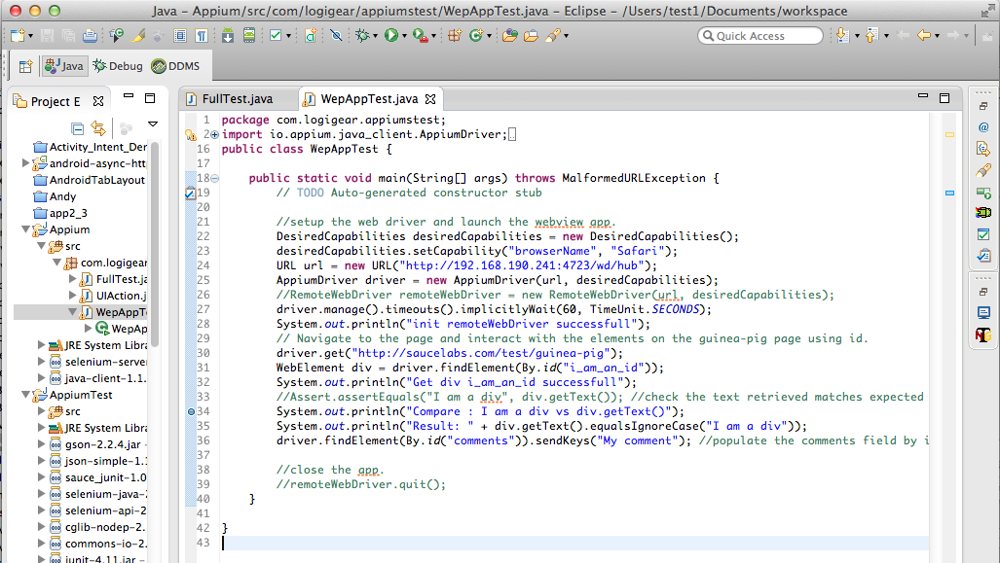 Java - Appium/src/com/logigear/appiumstest/WepAppTest.java - Eclipse - /Users/test1/Documents/workspace
Quick Access
Java Debug DDMS
Project E
Activity_Intent_Der
android-async-htt
AndroidTabLayout
Andy
app2_3
Appium
src
com.logigear
FullTest.ja
UIAction.j
WepAppTe
WepAp
JRE System Libra
selenium-server
java-client-1.1.
AppiumTest
src
JRE System Libra
gson-2.2.4.jar -
json-simple-1.1
sauce_junit-1.0
selenium-java-2
selenium-api-2
cglib-nodep-2.
commons-io-2.
junit-4.11.jar -
FullTest.java WepAppTest.java
1 package com.logigear.appiumstest;
2 import io.appium.java_client.AppiumDriver;
16 public class WepAppTest {
17
18 public static void main(String[] args) throws MalformedURLException {
19 // TODO Auto-generated constructor stub
20
21 //setup the web driver and launch the webview app.
22 DesiredCapabilities desiredCapabilities = new DesiredCapabilities();
23 desiredCapabilities.setCapability("browserName", "Safari");
24 URL url = new URL("http://192.168.190.241:4723/wd/hub");
25 AppiumDriver driver = new AppiumDriver(url, desiredCapabilities);
26 //RemoteWebDriver remoteWebDriver = new RemoteWebDriver(url, desiredCapabilities);
27 driver.manage().timeouts().implicitlyWait(60, TimeUnit.SECONDS);
28 System.out.println("init remoteWebDriver successfull");
29 // Navigate to the page and interact with the elements on the guinea-pig page using id.
30 driver.get("http://saucelabs.com/test/guinea-pig");
31 WebElement div = driver.findElement(By.id("i_am_an_id"));
32 System.out.println("Get div i_am_an_id successfull");
33 //Assert.assertEquals("I am a div", div.getText()); //check the text retrieved matches expected
34 System.out.println("Compare : I am a div vs div.getText()");
35 System.out.println("Result: " + div.getText().equalsIgnoreCase("I am a div"));
36 driver.findElement(By.id("comments")).sendKeys("My comment"); //populate the comments field by i
37
38 //close the app.
39 //remoteWebDriver.quit();
40 }
41
42 }
43